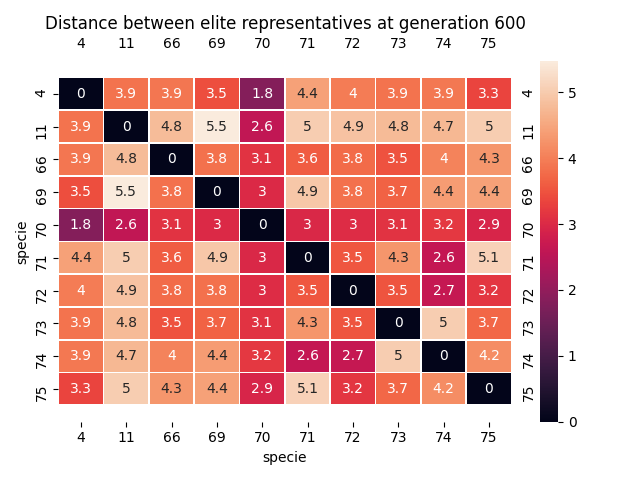 Distance between elite representatives at generation 600
4 11 66 69 70 71 72 73 74 75
4 0 3.9 3.9 3.5 1.8 4.4 4 3.9 3.9 3.3 4
11 3.9 0 4.8 5.5 2.6 5 4.9 4.8 4.7 5 11
66 3.9 4.8 0 3.8 3.1 3.6 3.8 3.5 4 4.3 66
69 3.5 5.5 3.8 0 3 4.9 3.8 3.7 4.4 4.4 69
70 1.8 2.6 3.1 3 0 3 3 3.1 3.2 2.9 70
71 4.4 5 3.6 4.9 3 0 3.5 4.3 2.6 5.1 71
72 4 4.9 3.8 3.8 3 3.5 0 3.5 2.7 3.2 72
73 3.9 4.8 3.5 3.7 3.1 4.3 3.5 0 5 3.7 73
74 3.9 4.7 4 4.4 3.2 2.6 2.7 5 0 4.2 74
75 3.3 5 4.3 4.4 2.9 5.1 3.2 3.7 4.2 0 75
4 11 66 69 70 71 72 73 74 75
specie
specie
5
4
3
2
1
0